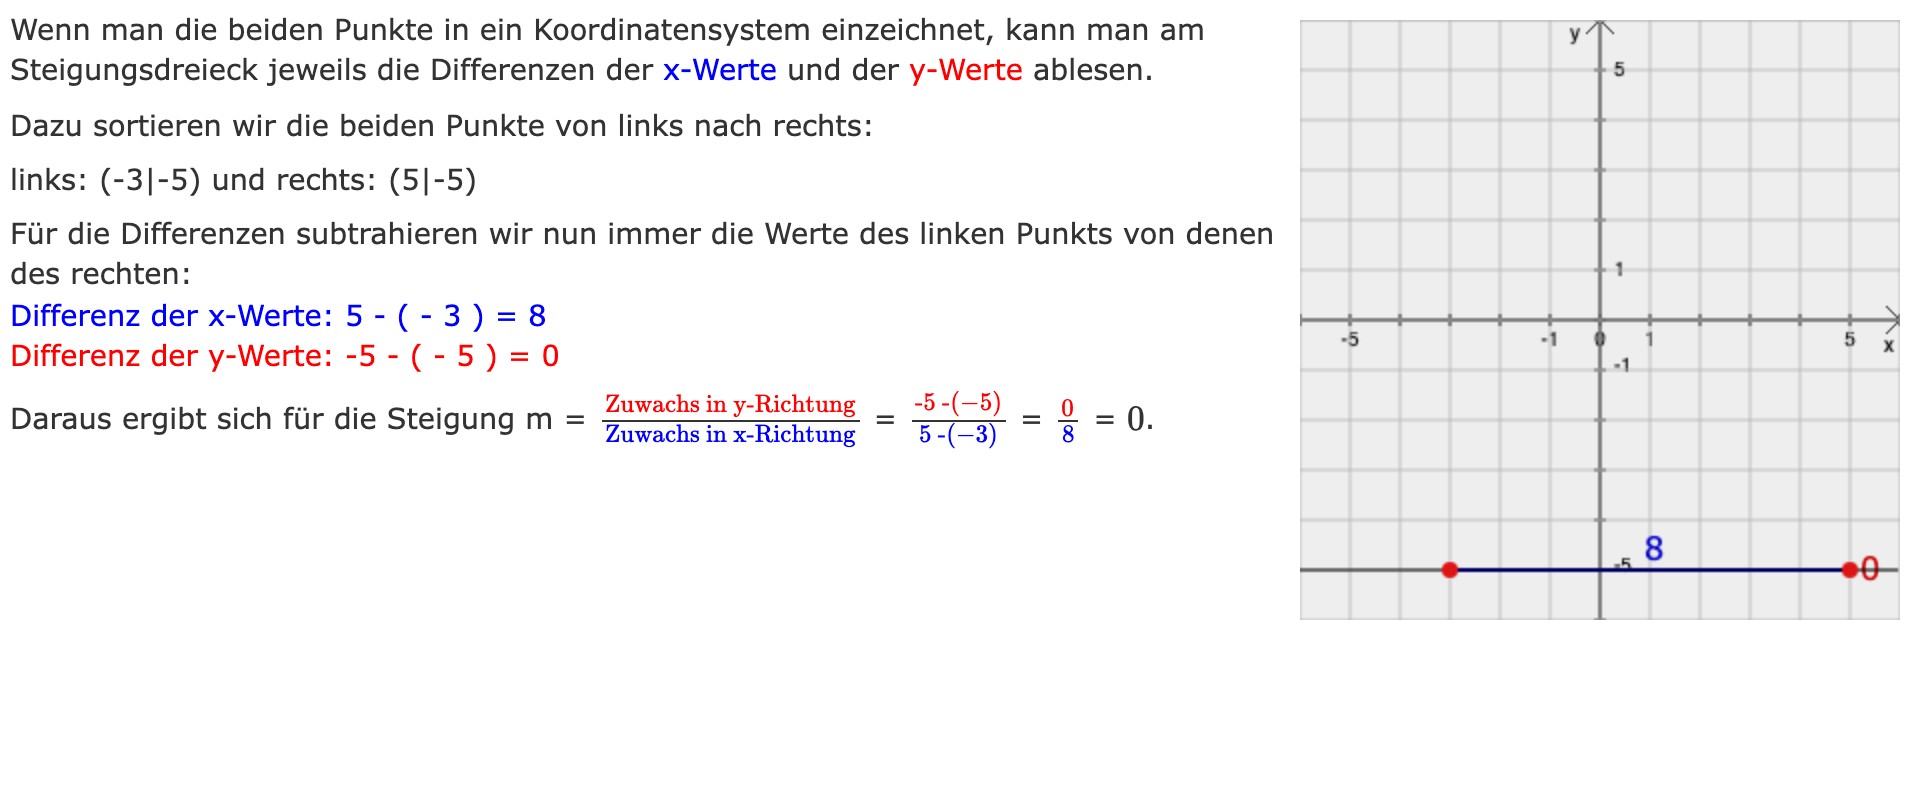 Wenn man die beiden Punkte in ein Koordinatensystem einzeichnet, kann man am
Steigungsdreieck jeweils die Differenzen der x-Werte und der y-Werte ablesen.
Dazu sortieren wir die beiden Punkte von links nach rechts:
links: (-3|-5) und rechts: (5|-5)
Für die Differenzen subtrahieren wir nun immer die Werte des linken Punkts von denen
des rechten:
Differenz der x-Werte: 5 - ( - 3 ) = 8
Differenz der y-Werte: -5 - ( - 5 ) = 0
Daraus ergibt sich für die Steigung m = Zuwachs in y-Richtung / Zuwachs in x-Richtung = -5 -(−5) / 5 -(−3) = 0 / 8 = 0.
y
5
1
-5 -1 0 1 5 x
-1
-5 8 0